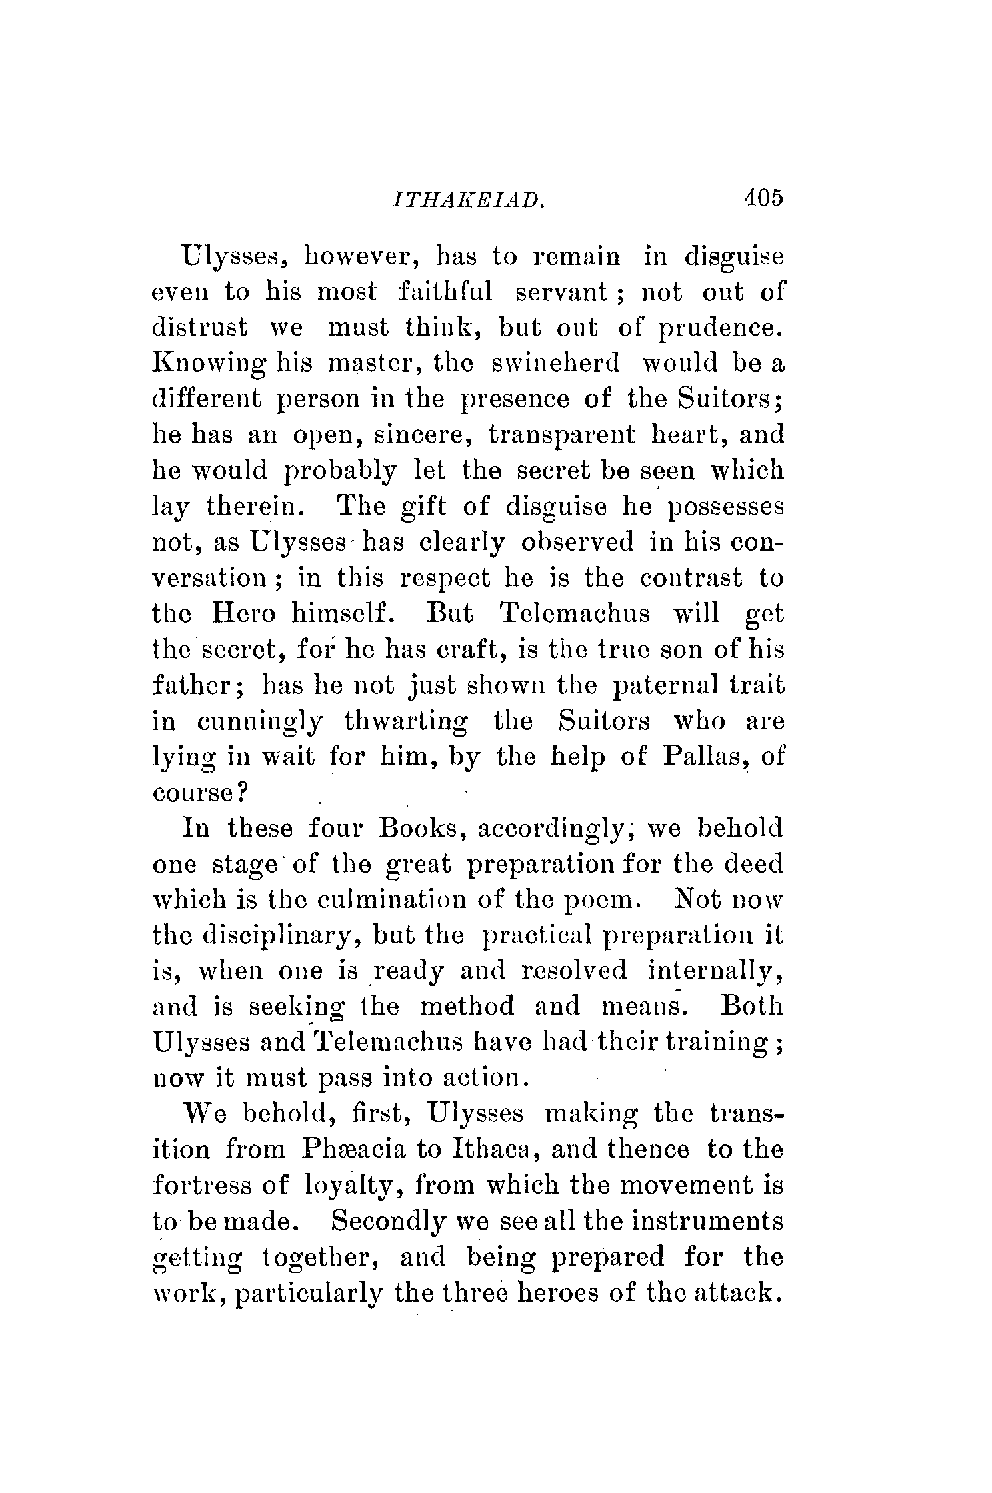 ITHAKEIAD. 405
Ulysses, however, has to remain in disguise
even to his most faithful servant; not out of
distrust we must think, but out of prudence.
Knowing his master, the swineherd would be a
different person in the presence of the Suitors;
he has an open, sincere, transparent heart, and
he would probably let the secret be seen which
lay therein. The gift of disguise he possesses
not, as Ulysses has clearly observed in his con-
versation; in this respect he is the contrast to
the Hero himself. But Telemachus will get
the secret, for he has craft, is the true son of his
father; has he not just shown the paternal trait
in cunningly thwarting the Suitors who are
lying in wait for him, by the help of Pallas, of
course?
In these four Books, accordingly, we behold
one stage of the great preparation for the deed
which is the culmination of the poem. Not now
the disciplinary, but the practical preparation it
is, when one is ready and resolved internally,
and is seeking the method and means. Both
Ulysses and Telemachus have had their training;
now it must pass into action.
We behold, first, Ulysses making the trans-
ition from Phæacia to Ithaca, and thence to the
fortress of loyalty, from which the movement is
to be made. Secondly we see all the instruments
getting together, and being prepared for the
work, particularly the three heroes of the attack.